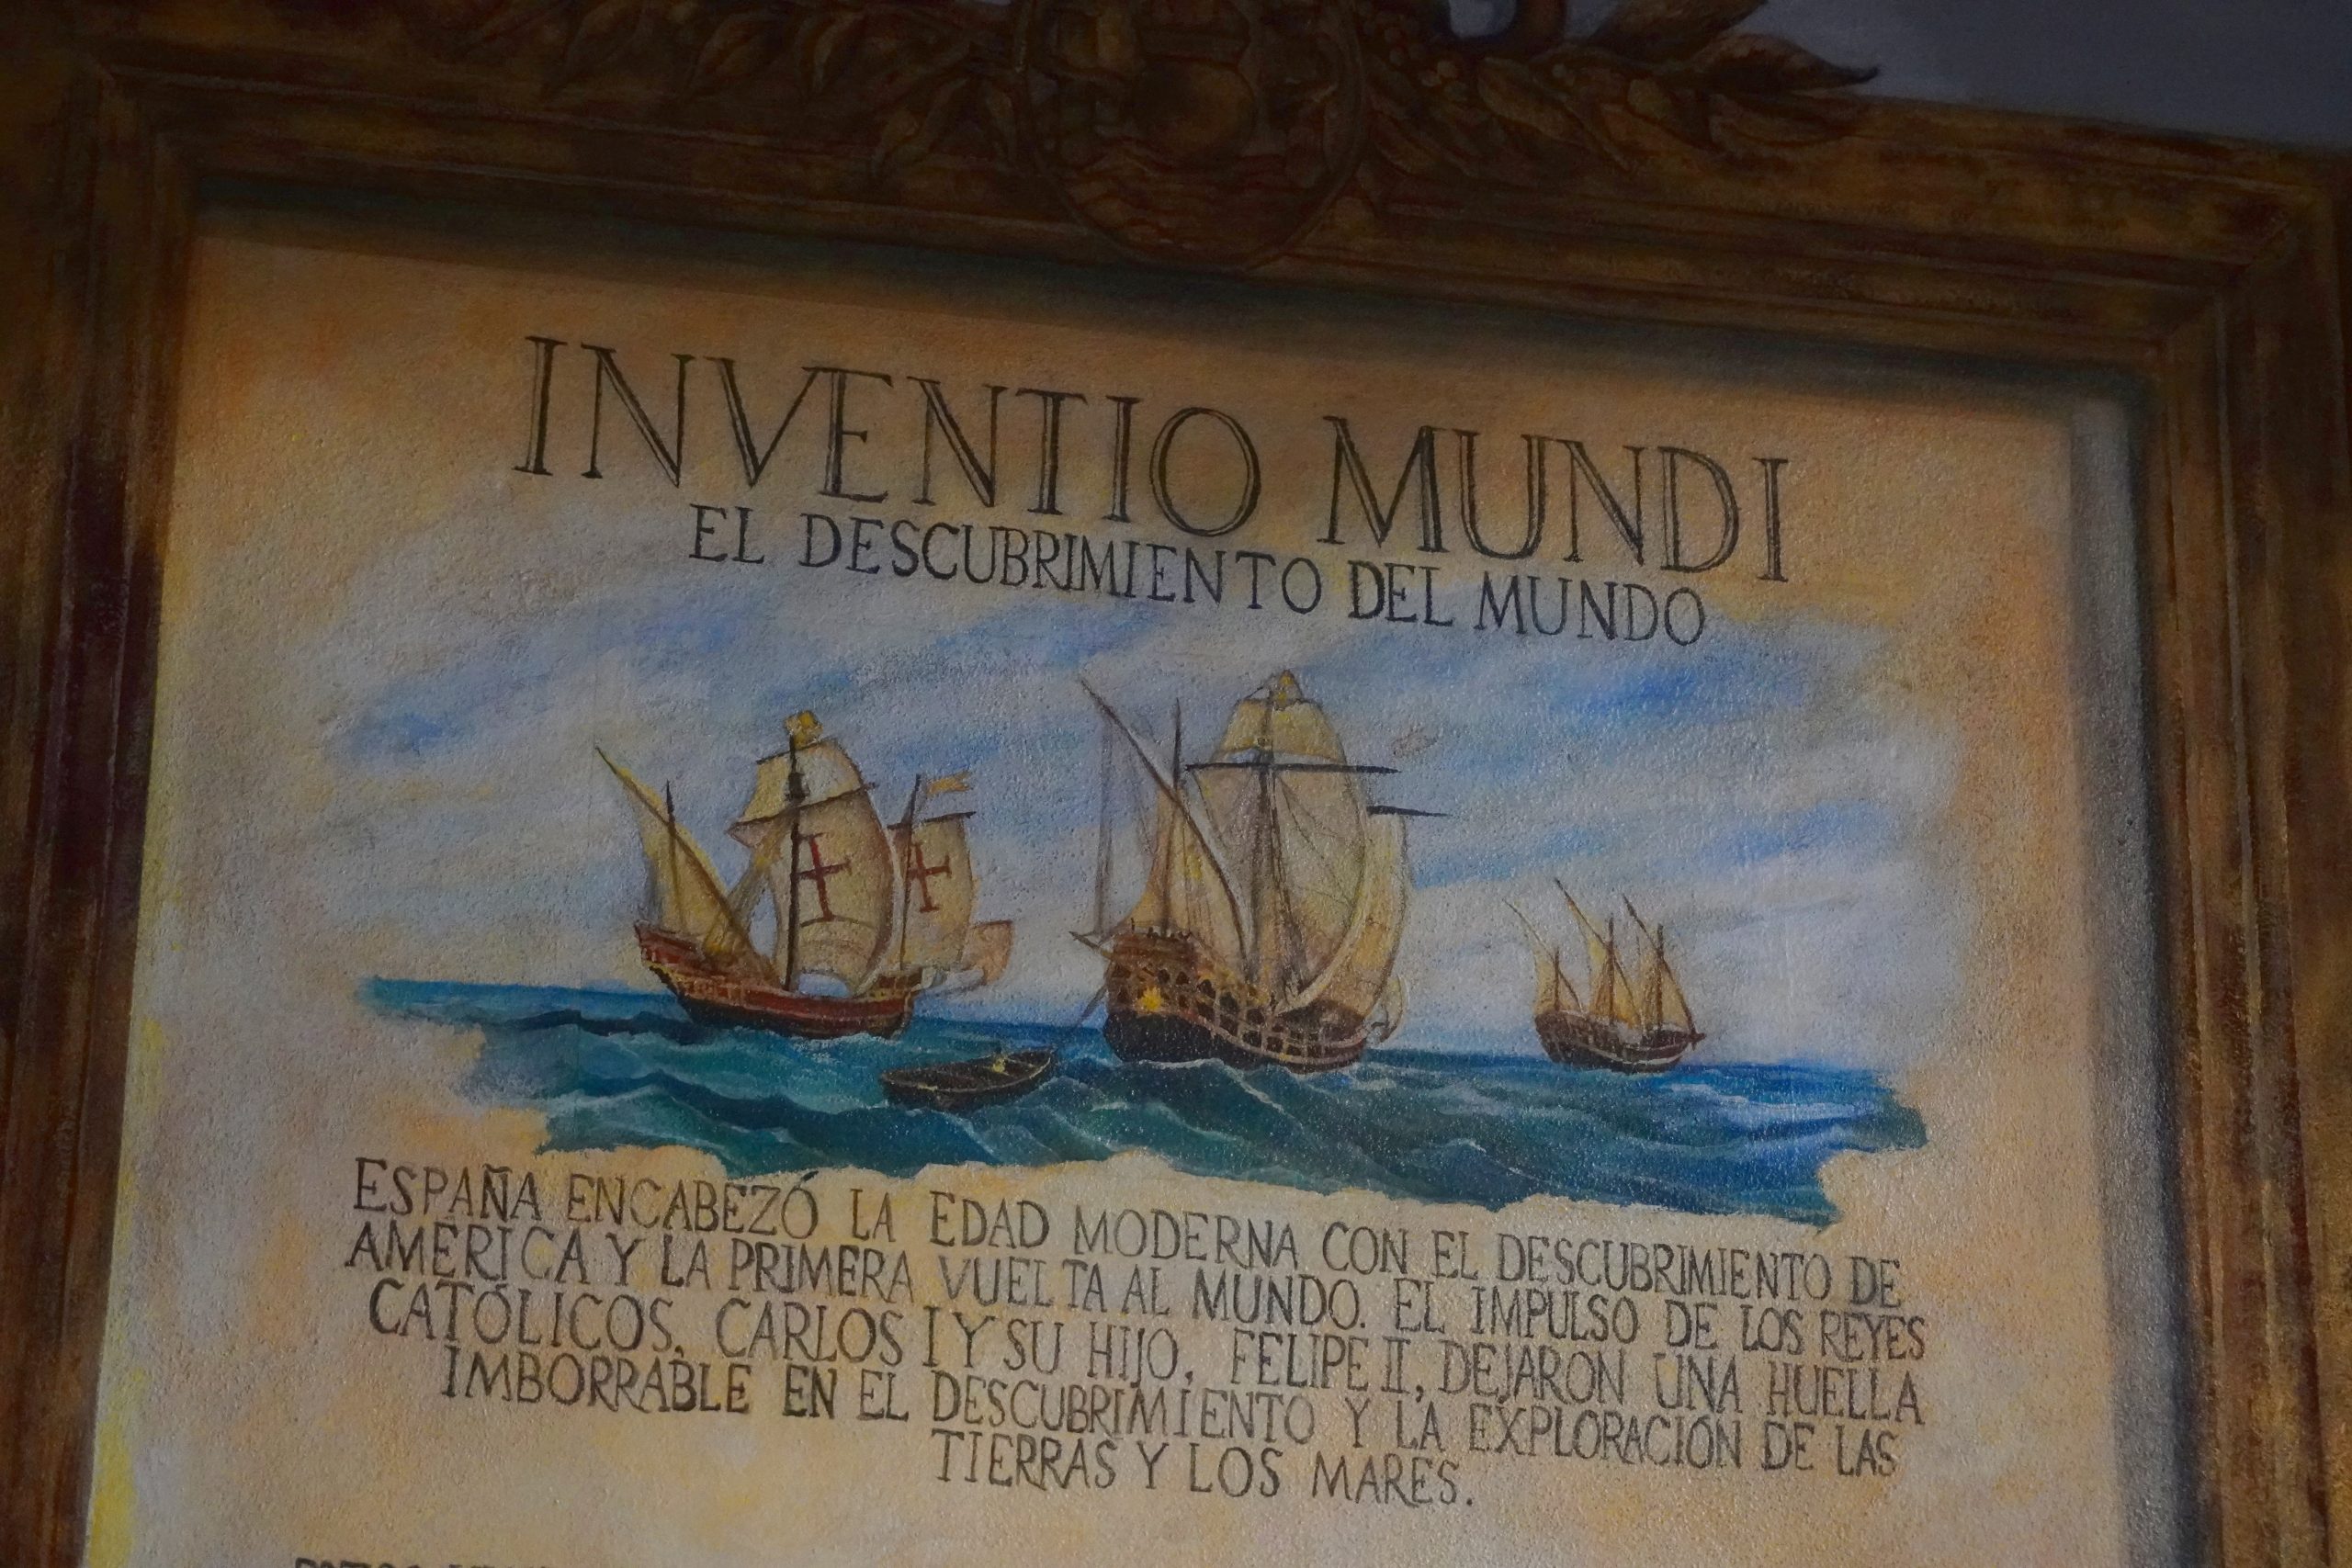 INVENTIO MUNDI
EL DESCUBRIMIENTO DEL MUNDO
ESPAÑA ENCABEZÓ LA EDAD MODERNA CON EL DESCUBRIMIENTO DE
AMÉRICA Y LA PRIMERA VUELTA AL MUNDO. EL IMPULSO DE LOS REYES
CATÓLICOS, CARLOS I Y SU HIJO, FELIPE II, DEJARON UNA HUELLA
IMBORRABLE EN EL DESCUBRIMIENTO Y LA EXPLORACIÓN DE LAS
TIERRAS Y LOS MARES.